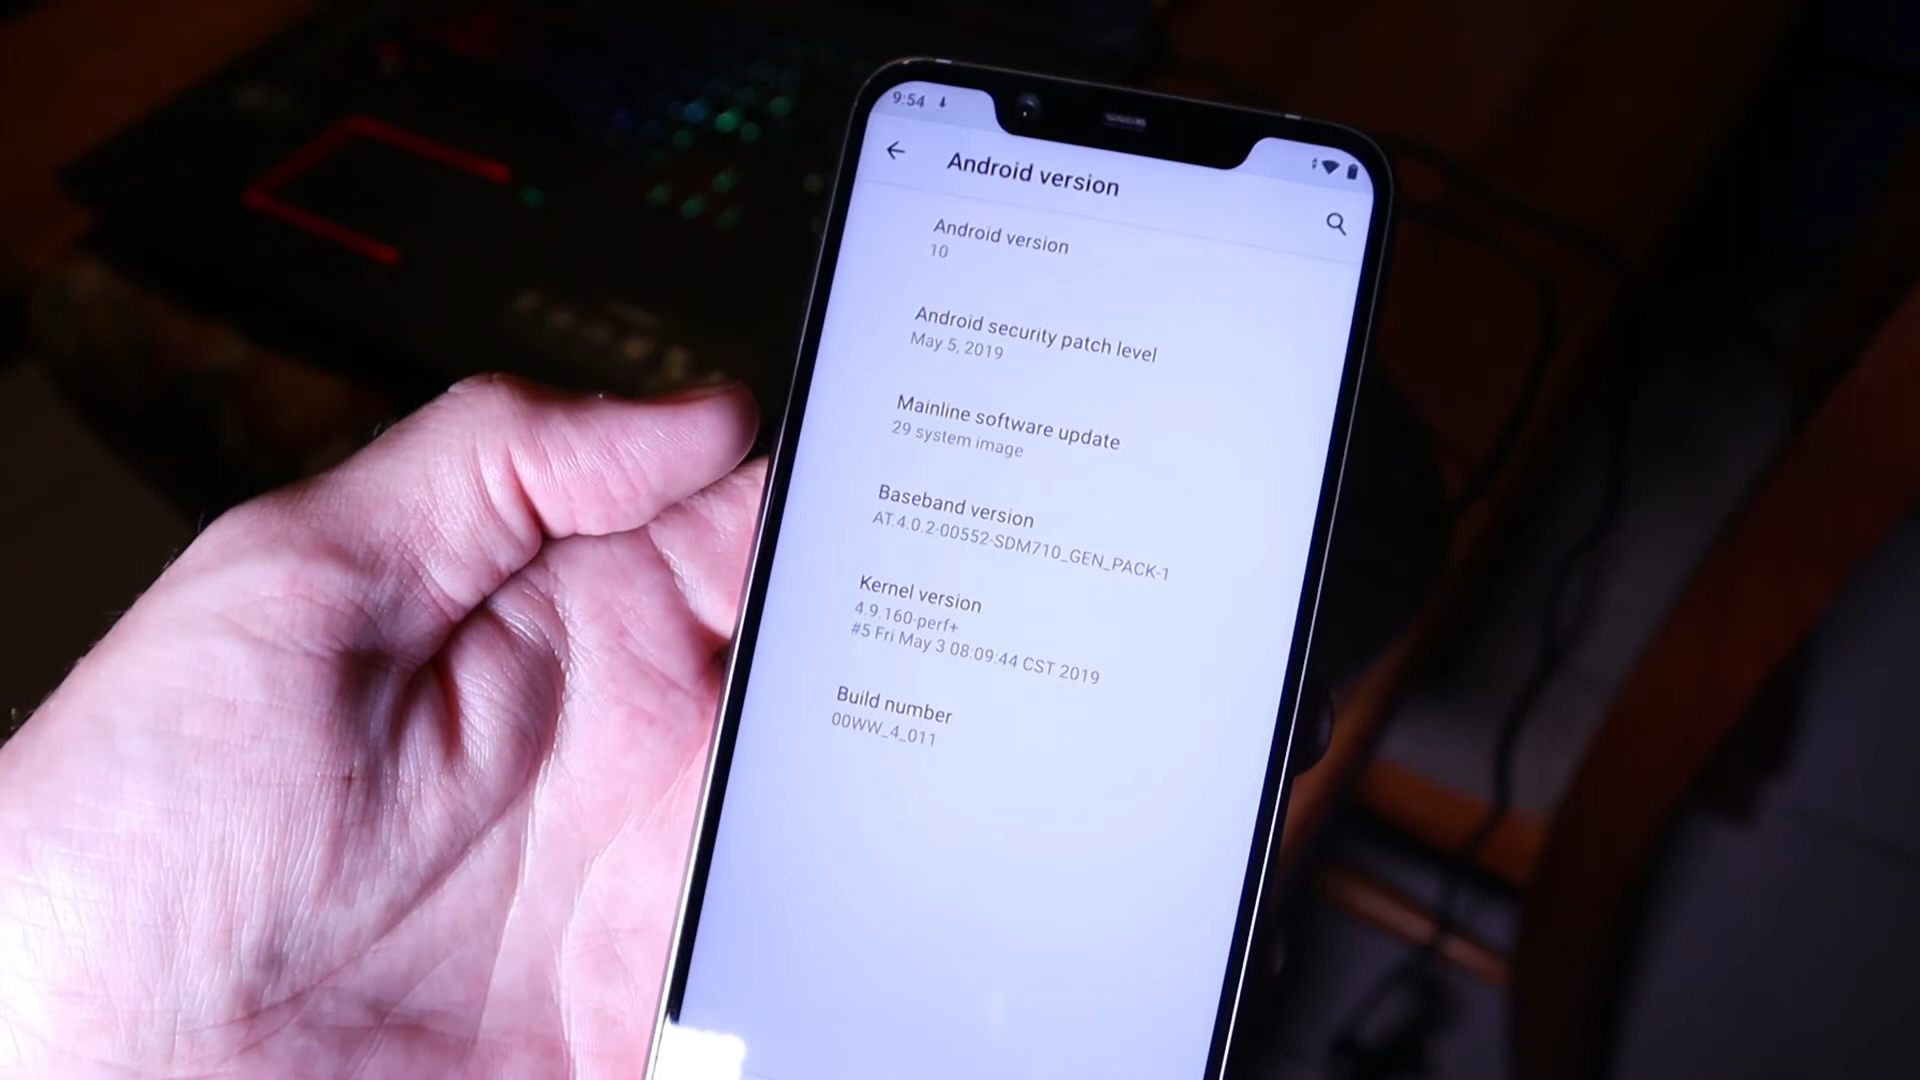 9:54
Android version
Android version
10
Android security patch level
May 5, 2019
Mainline software update
29 system image
Baseband version
AT.4.0.2-00552-SDM710_GEN_PACK-1
Kernel version
4.9.160-perf+
#5 Fri May 3 08:09:44 CST 2019
Build number
00WW_4_011